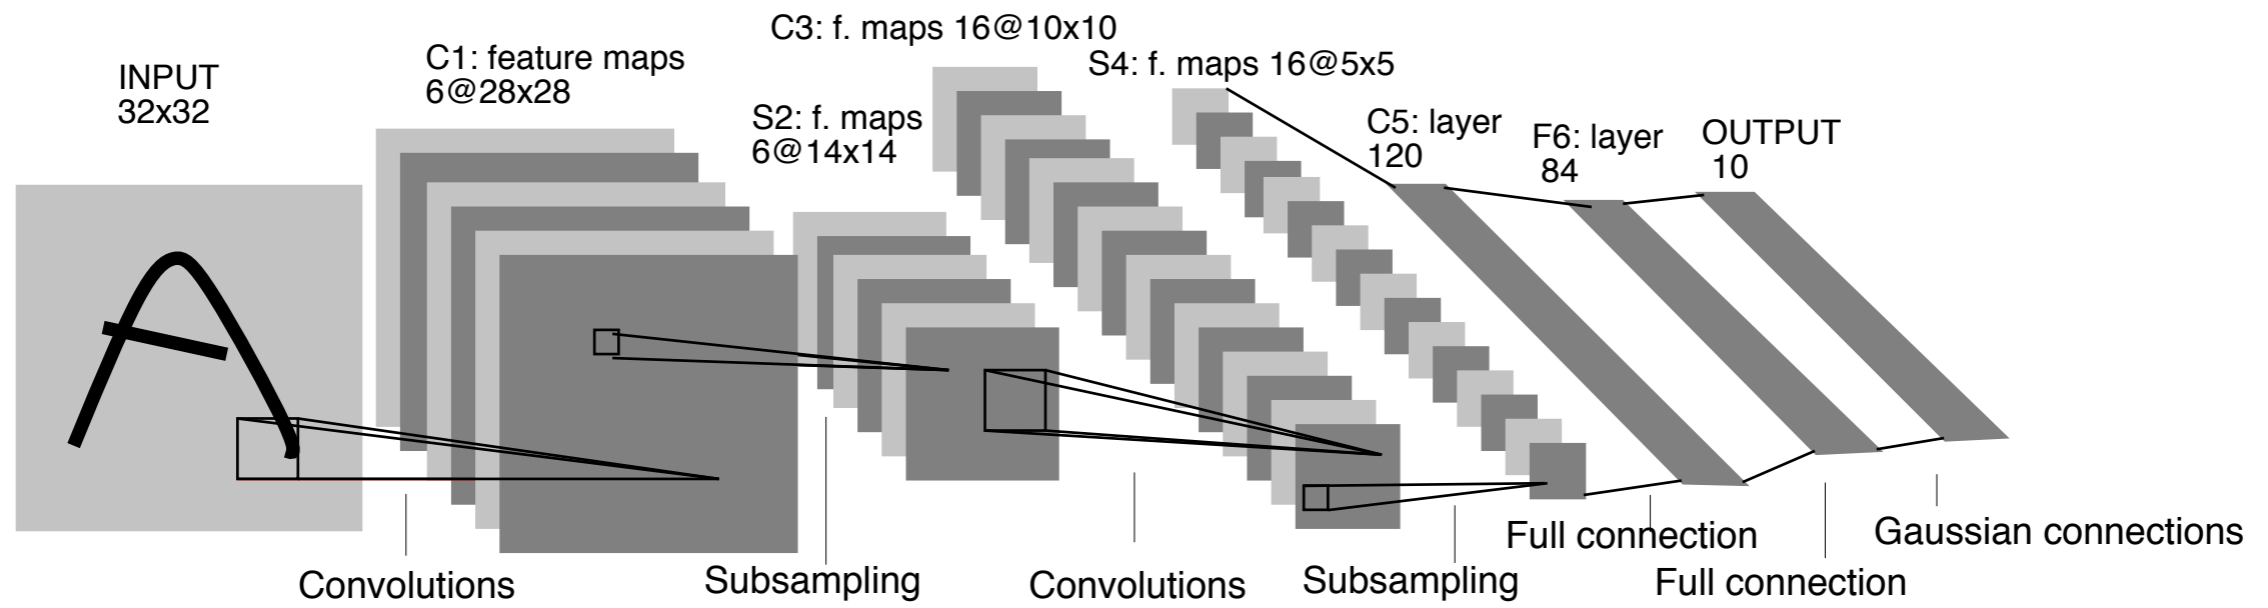 INPUT
32x32
C1: feature maps
6@28x28
S2: f. maps
6@14x14
C3: f. maps 16@10x10
S4: f. maps 16@5x5
C5: layer
120
F6: layer
84
OUTPUT
10
Convolutions
Subsampling
Convolutions
Subsampling
Full connection
Full connection
Gaussian connections